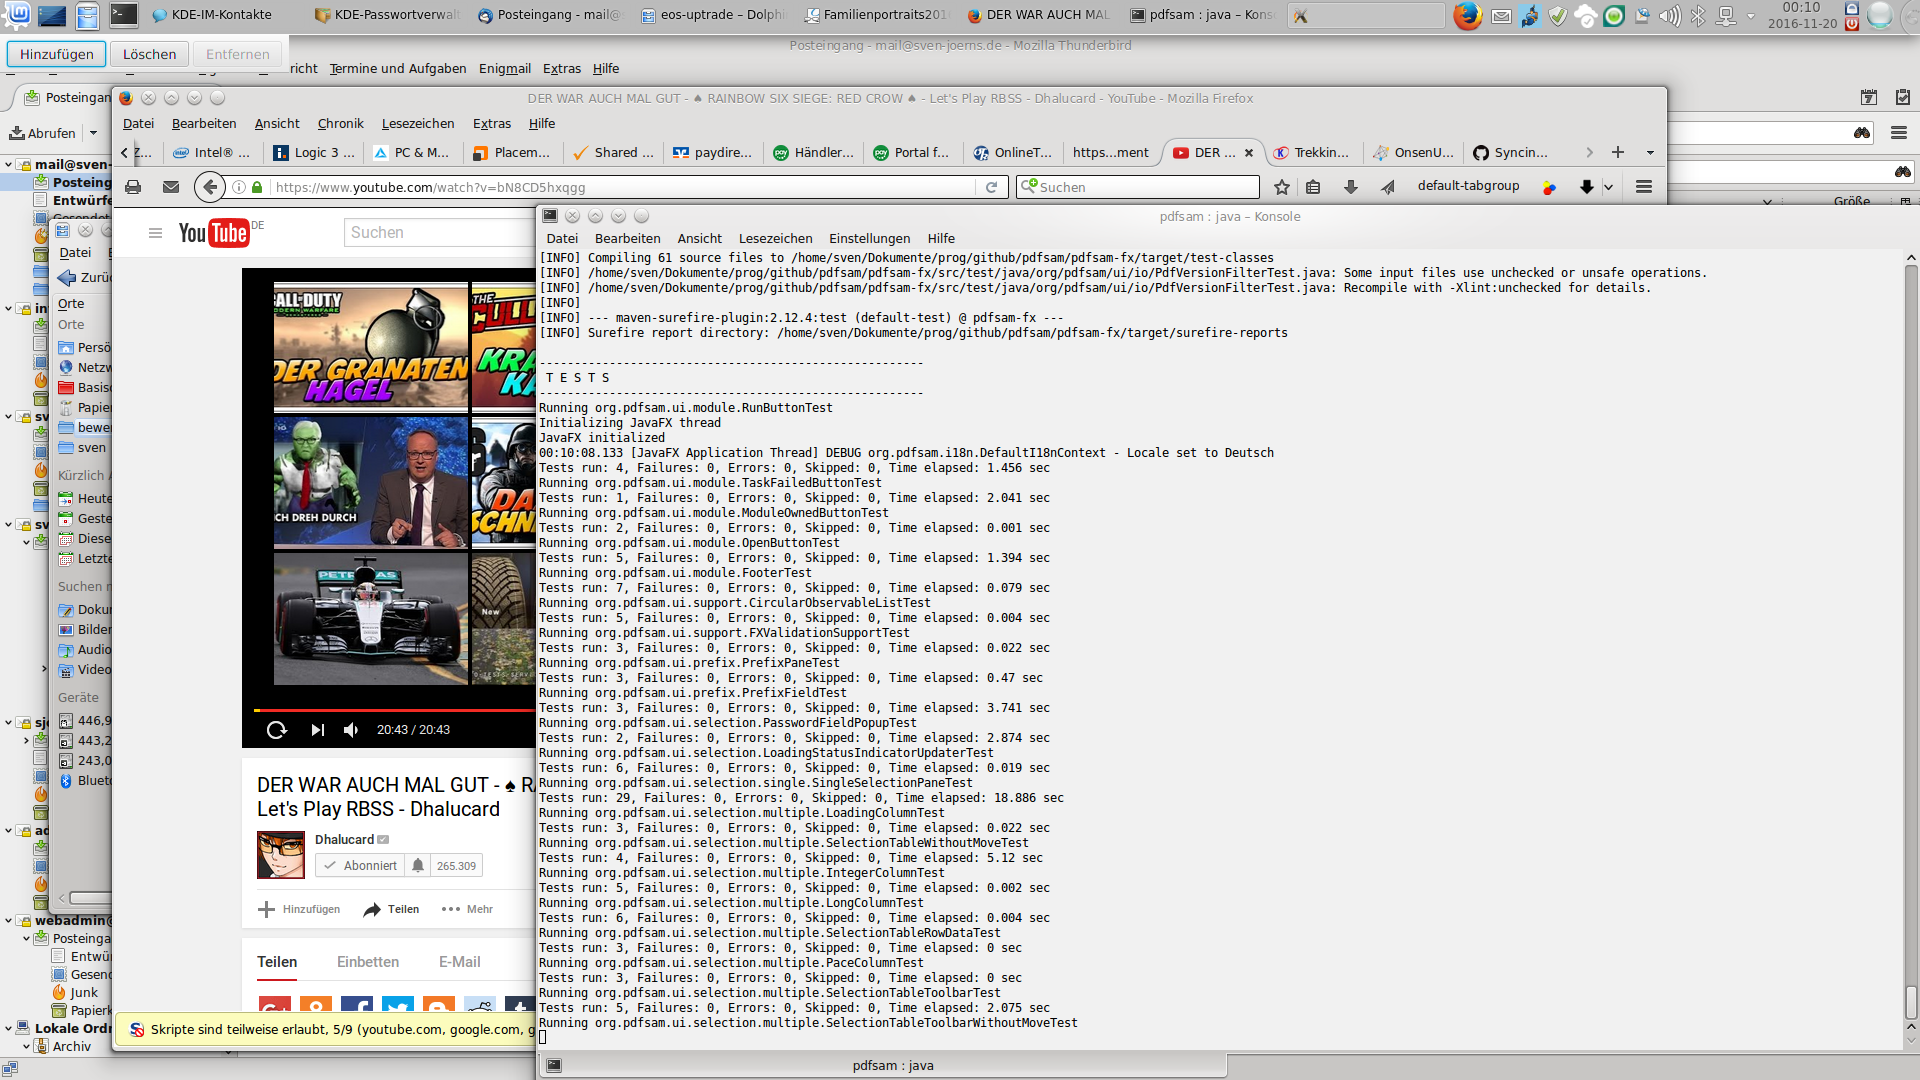 KDE-IM-Kontakte
KDE-Passwortverwalt
Posteingang - mail@s
eos-uptrade – Dolphi
Familienportraits201
DER WAR AUCH MAL
pdfsam : java – Kons
00:10
2016-11-20
Hinzufügen Löschen Entfernen
Posteingang - mail@sven-joerns.de - Mozilla Thunderbird
richt Termine und Aufgaben Enigmail Extras Hilfe
Posteingan
Abrufen
mail@sven-
Posteing
Entwürfe
Gesendet
Größe
DER WAR AUCH MAL GUT - ♠ RAINBOW SIX SIEGE: RED CROW ♠ - Let's Play RBSS - Dhalucard - YouTube - Mozilla Firefox
Datei Bearbeiten Ansicht Chronik Lesezeichen Extras Hilfe
Z... Intel® ... Logic 3 ... PC & M... Placem... Shared ... paydire... Händler... Portal f... OnlineT... https...ment DER ... Trekkin... OnsenU... Syncin...
https://www.youtube.com/watch?v=bN8CD5hxqgg
Suchen
default-tabgroup
YouTube DE
Suchen
Datei
Zurüc
Orte
Orte
Persö
Netzw
Basisc
Papier
bewer
sven
Kürzlich
Heute
Geste
Diese
Letzte
Suchen n
Dokur
Bilder
Audio
Video
Geräte
446,9
443,2
243,0
Bluetc
webadmin@
Posteinga
Entwü
Gesenc
Junk
Papierk
Lokale Ordn
Archiv
CALL OF DUTY
MODERN WARFARE
DER GRANATEN
HAGEL
THE
CULL
KRA
KA
ICH DREH DURCH
DA
SCHN
PETRONAS
New
20:43 / 20:43
DER WAR AUCH MAL GUT - ♠ RA
Let's Play RBSS - Dhalucard
Dhalucard
Abonniert 265.309
Hinzufügen Teilen Mehr
Teilen Einbetten E-Mail
Skripte sind teilweise erlaubt, 5/9 (youtube.com, google.com, g
pdfsam : java – Konsole
Datei Bearbeiten Ansicht Lesezeichen Einstellungen Hilfe
[INFO] Compiling 61 source files to /home/sven/Dokumente/prog/github/pdfsam/pdfsam-fx/target/test-classes
[INFO] /home/sven/Dokumente/prog/github/pdfsam/pdfsam-fx/src/test/java/org/pdfsam/ui/io/PdfVersionFilterTest.java: Some input files use unchecked or unsafe operations.
[INFO] /home/sven/Dokumente/prog/github/pdfsam/pdfsam-fx/src/test/java/org/pdfsam/ui/io/PdfVersionFilterTest.java: Recompile with -Xlint:unchecked for details.
[INFO]
[INFO] --- maven-surefire-plugin:2.12.4:test (default-test) @ pdfsam-fx ---
[INFO] Surefire report directory: /home/sven/Dokumente/prog/github/pdfsam/pdfsam-fx/target/surefire-reports
-------------------------------------------------------
T E S T S
-------------------------------------------------------
Running org.pdfsam.ui.module.RunButtonTest
Initializing JavaFX thread
JavaFX initialized
00:10:08.133 [JavaFX Application Thread] DEBUG org.pdfsam.i18n.DefaultI18nContext - Locale set to Deutsch
Tests run: 4, Failures: 0, Errors: 0, Skipped: 0, Time elapsed: 1.456 sec
Running org.pdfsam.ui.module.TaskFailedButtonTest
Tests run: 1, Failures: 0, Errors: 0, Skipped: 0, Time elapsed: 2.041 sec
Running org.pdfsam.ui.module.ModuleOwnedButtonTest
Tests run: 2, Failures: 0, Errors: 0, Skipped: 0, Time elapsed: 0.001 sec
Running org.pdfsam.ui.module.OpenButtonTest
Tests run: 5, Failures: 0, Errors: 0, Skipped: 0, Time elapsed: 1.394 sec
Running org.pdfsam.ui.module.FooterTest
Tests run: 7, Failures: 0, Errors: 0, Skipped: 0, Time elapsed: 0.079 sec
Running org.pdfsam.ui.support.CircularObservableListTest
Tests run: 5, Failures: 0, Errors: 0, Skipped: 0, Time elapsed: 0.004 sec
Running org.pdfsam.ui.support.FXValidationSupportTest
Tests run: 3, Failures: 0, Errors: 0, Skipped: 0, Time elapsed: 0.022 sec
Running org.pdfsam.ui.prefix.PrefixPaneTest
Tests run: 3, Failures: 0, Errors: 0, Skipped: 0, Time elapsed: 0.47 sec
Running org.pdfsam.ui.prefix.PrefixFieldTest
Tests run: 3, Failures: 0, Errors: 0, Skipped: 0, Time elapsed: 3.741 sec
Running org.pdfsam.ui.selection.PasswordFieldPopupTest
Tests run: 2, Failures: 0, Errors: 0, Skipped: 0, Time elapsed: 2.874 sec
Running org.pdfsam.ui.selection.LoadingStatusIndicatorUpdaterTest
Tests run: 6, Failures: 0, Errors: 0, Skipped: 0, Time elapsed: 0.019 sec
Running org.pdfsam.ui.selection.single.SingleSelectionPaneTest
Tests run: 29, Failures: 0, Errors: 0, Skipped: 0, Time elapsed: 18.886 sec
Running org.pdfsam.ui.selection.multiple.LoadingColumnTest
Tests run: 3, Failures: 0, Errors: 0, Skipped: 0, Time elapsed: 0.022 sec
Running org.pdfsam.ui.selection.multiple.SelectionTableWithoutMoveTest
Tests run: 4, Failures: 0, Errors: 0, Skipped: 0, Time elapsed: 5.12 sec
Running org.pdfsam.ui.selection.multiple.IntegerColumnTest
Tests run: 5, Failures: 0, Errors: 0, Skipped: 0, Time elapsed: 0.002 sec
Running org.pdfsam.ui.selection.multiple.LongColumnTest
Tests run: 6, Failures: 0, Errors: 0, Skipped: 0, Time elapsed: 0.004 sec
Running org.pdfsam.ui.selection.multiple.SelectionTableRowDataTest
Tests run: 3, Failures: 0, Errors: 0, Skipped: 0, Time elapsed: 0 sec
Running org.pdfsam.ui.selection.multiple.PaceColumnTest
Tests run: 3, Failures: 0, Errors: 0, Skipped: 0, Time elapsed: 0 sec
Running org.pdfsam.ui.selection.multiple.SelectionTableToolbarTest
Tests run: 5, Failures: 0, Errors: 0, Skipped: 0, Time elapsed: 2.075 sec
Running org.pdfsam.ui.selection.multiple.SelectionTableToolbarWithoutMoveTest
pdfsam : java